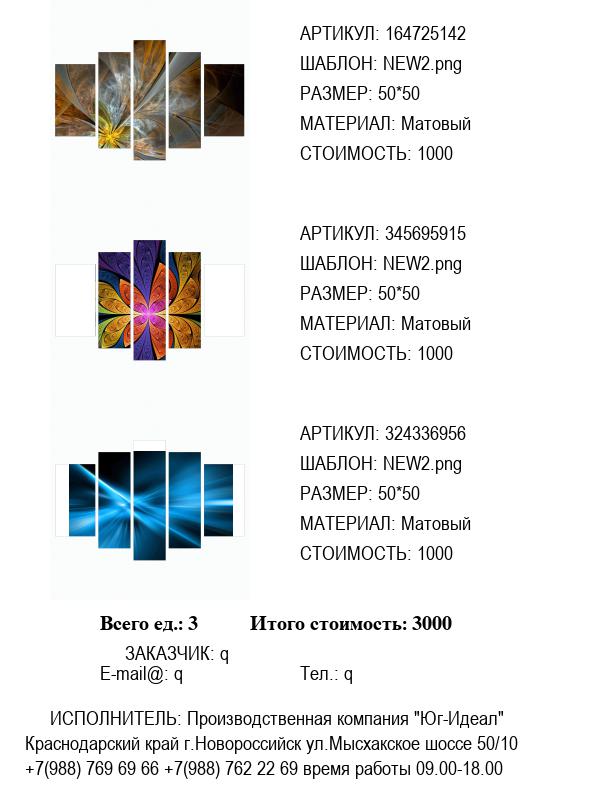 АРТИКУЛ: 164725142
ШАБЛОН: NEW2.png
РАЗМЕР: 50*50
МАТЕРИАЛ: Матовый
СТОИМОСТЬ: 1000
АРТИКУЛ: 345695915
ШАБЛОН: NEW2.png
РАЗМЕР: 50*50
МАТЕРИАЛ: Матовый
СТОИМОСТЬ: 1000
АРТИКУЛ: 324336956
ШАБЛОН: NEW2.png
РАЗМЕР: 50*50
МАТЕРИАЛ: Матовый
СТОИМОСТЬ: 1000
Всего ед.: 3 Итого стоимость: 3000
ЗАКАЗЧИК: q
E-mail@: q Тел.: q
ИСПОЛНИТЕЛЬ: Производственная компания "Юг-Идеал"
Краснодарский край г.Новороссийск ул.Мысхакское шоссе 50/10
+7(988) 769 69 66 +7(988) 762 22 69 время работы 09.00-18.00